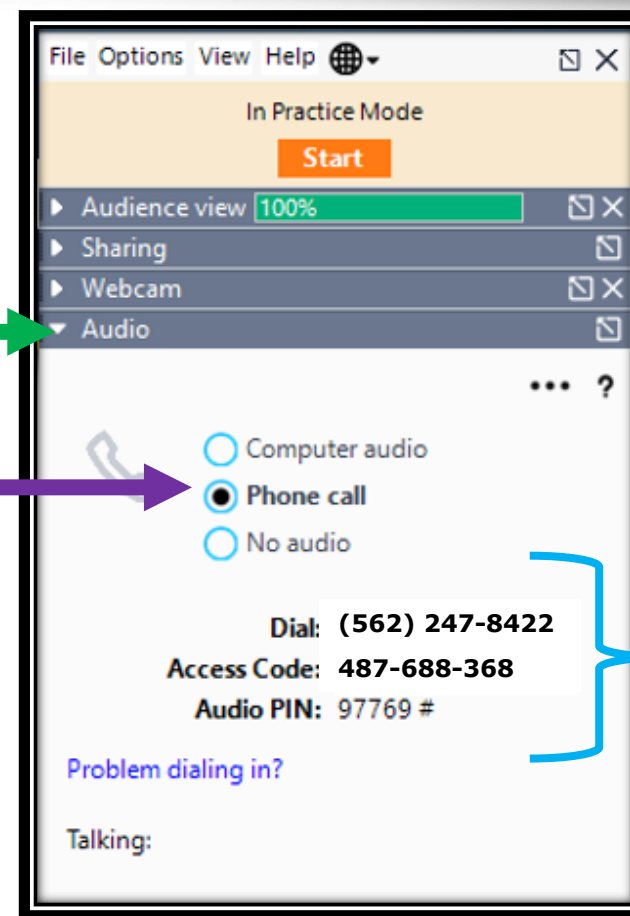 File Options View Help
In Practice Mode
Start
Audience view 100%
Sharing
Webcam
Audio
••• ?
Computer audio
Phone call
No audio
Dial: (562) 247-8422
Access Code: 487-688-368
Audio PIN: 97769 #
Problem dialing in?
Talking: